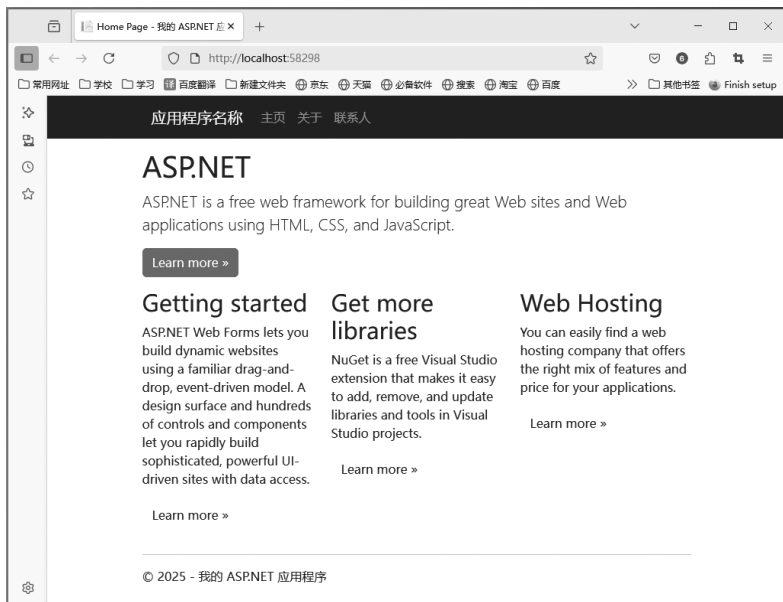 Home Page - 我的 ASP.NET 应
http://localhost:58298
6
常用网址 学校 学习 百度翻译 新建文件夹 京东 天猫 必备软件 搜索 淘宝 百度 其他书签 Finish setup
应用程序名称 主页 关于 联系人
ASP.NET
ASP.NET is a free web framework for building great Web sites and Web
applications using HTML, CSS, and JavaScript.
Learn more »
Getting started
ASP.NET Web Forms lets you
build dynamic websites
using a familiar drag-and-
drop, event-driven model. A
design surface and hundreds
of controls and components
let you rapidly build
sophisticated, powerful UI-
driven sites with data access.
Learn more »
Get more
libraries
NuGet is a free Visual Studio
extension that makes it easy
to add, remove, and update
libraries and tools in Visual
Studio projects.
Learn more »
Web Hosting
You can easily find a web
hosting company that offers
the right mix of features and
price for your applications.
Learn more »
© 2025 - 我的 ASP.NET 应用程序